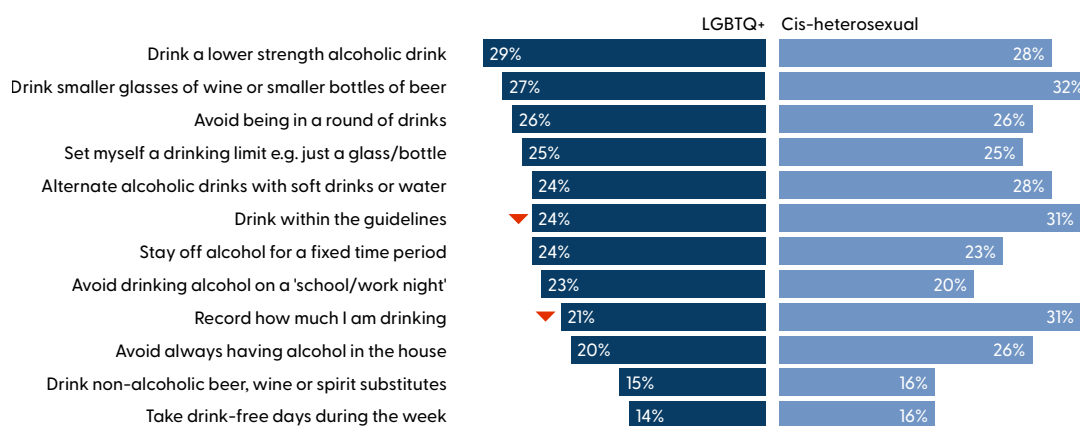 LGBTQ+ Cis-heterosexual
Drink a lower strength alcoholic drink 29% 28%
Drink smaller glasses of wine or smaller bottles of beer 27% 32%
Avoid being in a round of drinks 26% 26%
Set myself a drinking limit e.g. just a glass/bottle 25% 25%
Alternate alcoholic drinks with soft drinks or water 24% 28%
Drink within the guidelines 24% 31%
Stay off alcohol for a fixed time period 24% 23%
Avoid drinking alcohol on a 'school/work night' 23% 20%
Record how much I am drinking 21% 31%
Avoid always having alcohol in the house 20% 26%
Drink non-alcoholic beer, wine or spirit substitutes 15% 16%
Take drink-free days during the week 14% 16%